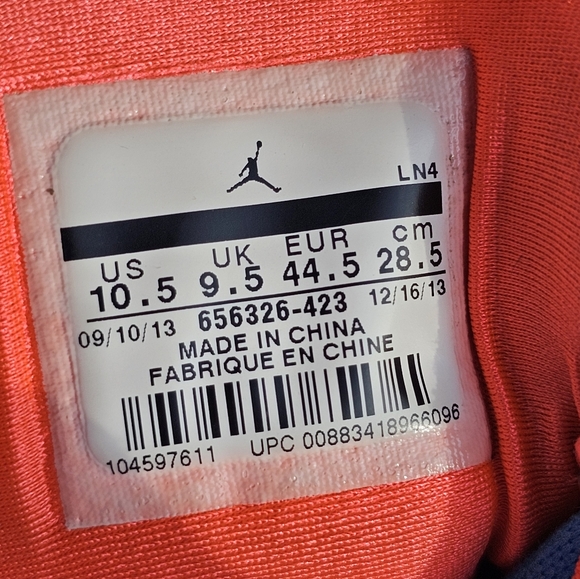 LN4
US UK EUR cm
10.5 9.5 44.5 28.5
09/10/13 656326-423 12/16/13
MADE IN CHINA
FABRIQUE EN CHINE
104597611 UPC 00883418966096